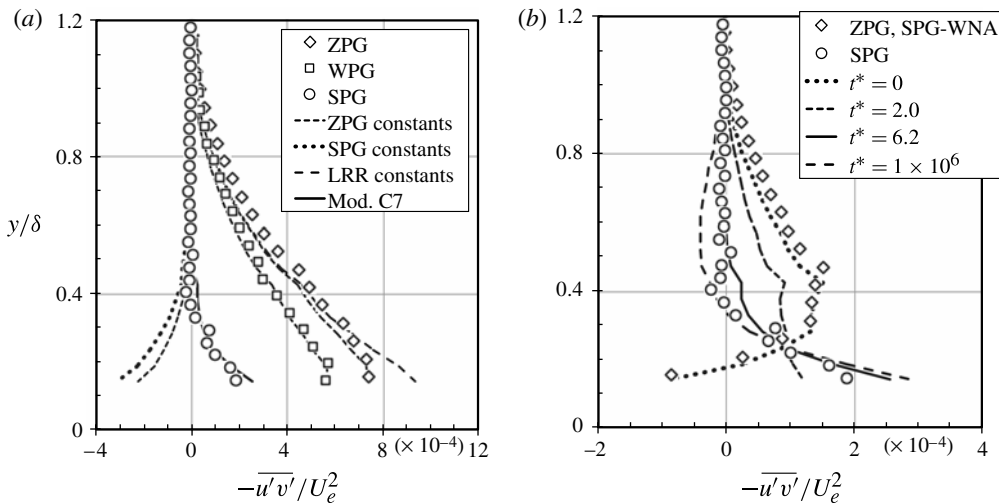 (a)
1.2
0.8
0.4
0
y/δ
ZPG
WPG
SPG
ZPG constants
SPG constants
LRR constants
Mod. C7
−4 0 4 8 (× 10⁻⁴) 12
−u′v′/Uₑ²
(b)
1.2
0.8
0.4
0
ZPG, SPG-WNA
SPG
t* = 0
t* = 2.0
t* = 6.2
t* = 1 × 10⁶
−2 0 2 (× 10⁻⁴) 4
−u′v′/Uₑ²